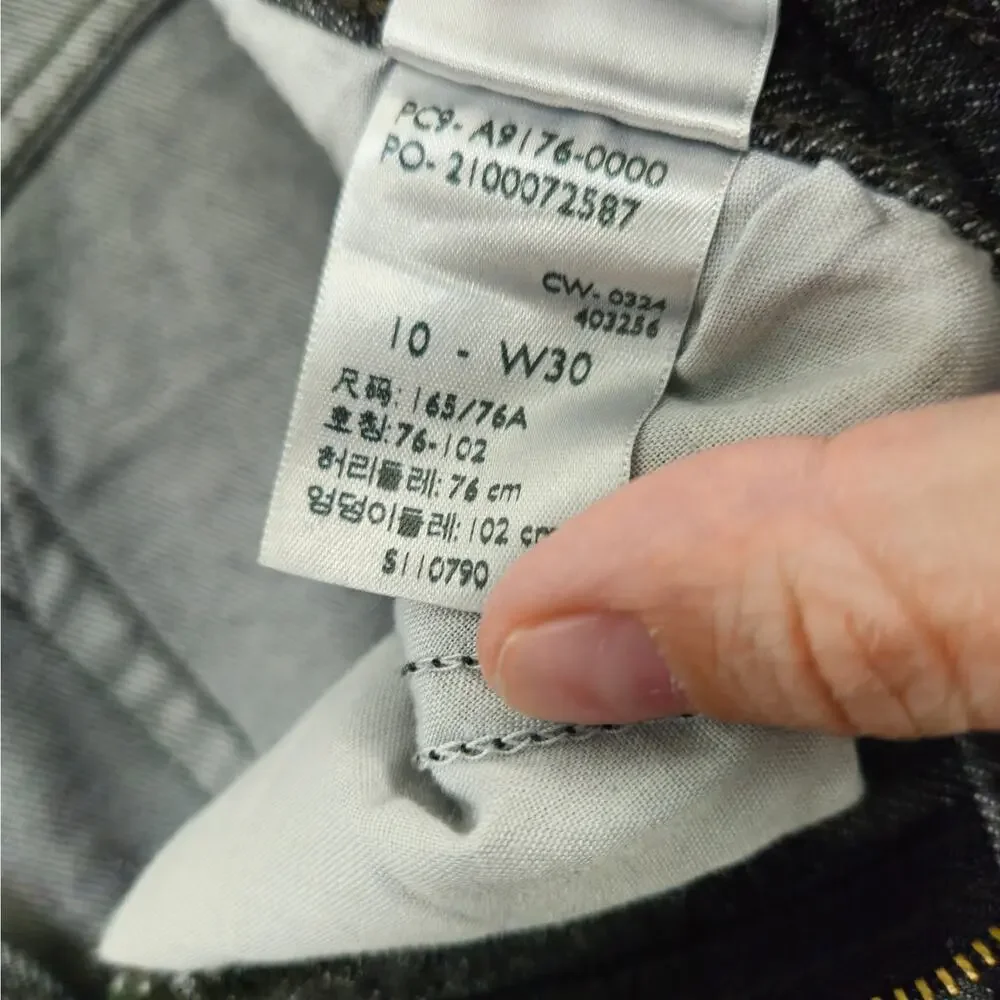 PC9- A9176-0000
PO- 2100072587
CW- 0324
403256
10 - W30
尺码: 165/76A
호칭:76-102
허리둘레: 76 cm
엉덩이둘레: 102 cm
S110790